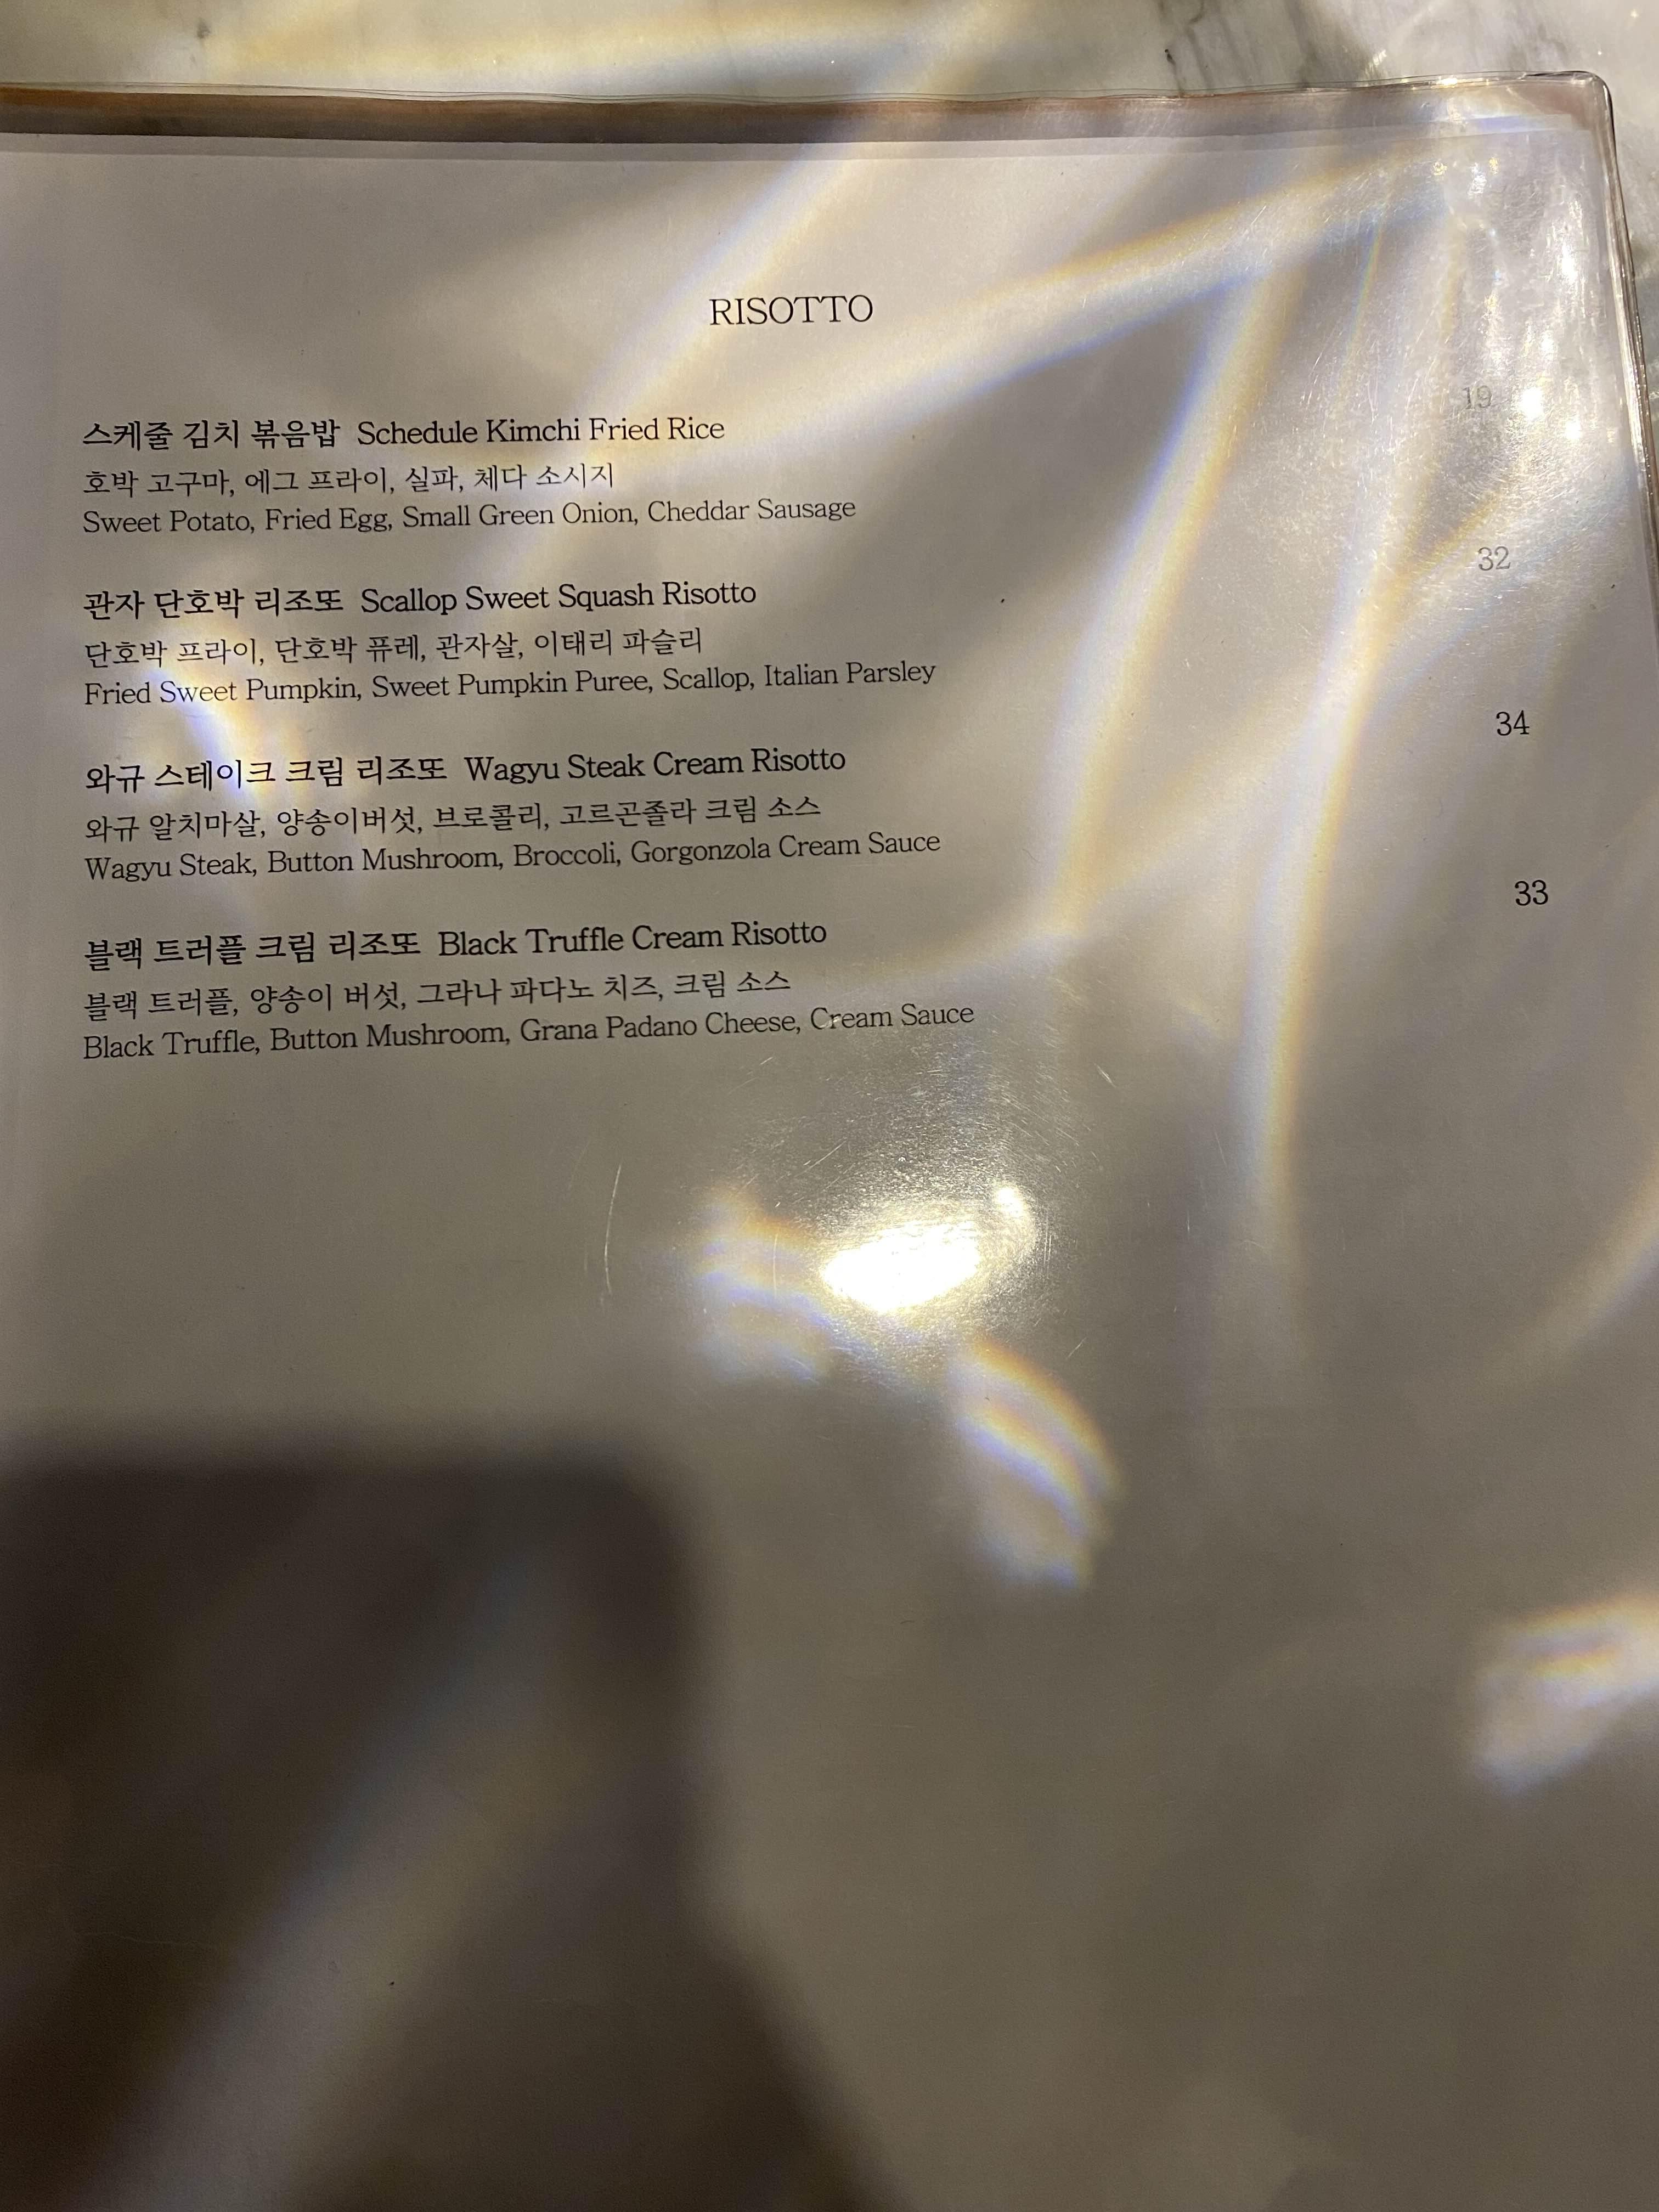 RISOTTO
스케줄 김치 볶음밥 Schedule Kimchi Fried Rice 19
호박 고구마, 에그 프라이, 실파, 체다 소시지
Sweet Potato, Fried Egg, Small Green Onion, Cheddar Sausage
관자 단호박 리조또 Scallop Sweet Squash Risotto 32
단호박 프라이, 단호박 퓨레, 관자살, 이태리 파슬리
Fried Sweet Pumpkin, Sweet Pumpkin Puree, Scallop, Italian Parsley
와규 스테이크 크림 리조또 Wagyu Steak Cream Risotto 34
와규 알치마살, 양송이버섯, 브로콜리, 고르곤졸라 크림 소스
Wagyu Steak, Button Mushroom, Broccoli, Gorgonzola Cream Sauce
블랙 트러플 크림 리조또 Black Truffle Cream Risotto 33
블랙 트러플, 양송이 버섯, 그라나 파다노 치즈, 크림 소스
Black Truffle, Button Mushroom, Grana Padano Cheese, Cream Sauce